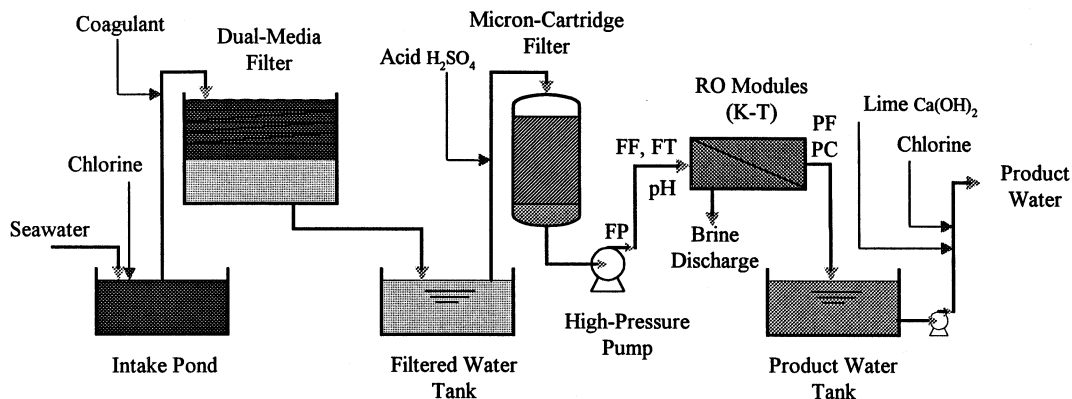 Coagulant
Dual-Media
Filter
Chlorine
Seawater
Intake Pond
Acid H₂SO₄
Micron-Cartridge
Filter
Filtered Water
Tank
FP
High-Pressure
Pump
FF, FT
pH
RO Modules
(K-T)
PF
PC
Brine
Discharge
Lime Ca(OH)₂
Chlorine
Product
Water
Product Water
Tank